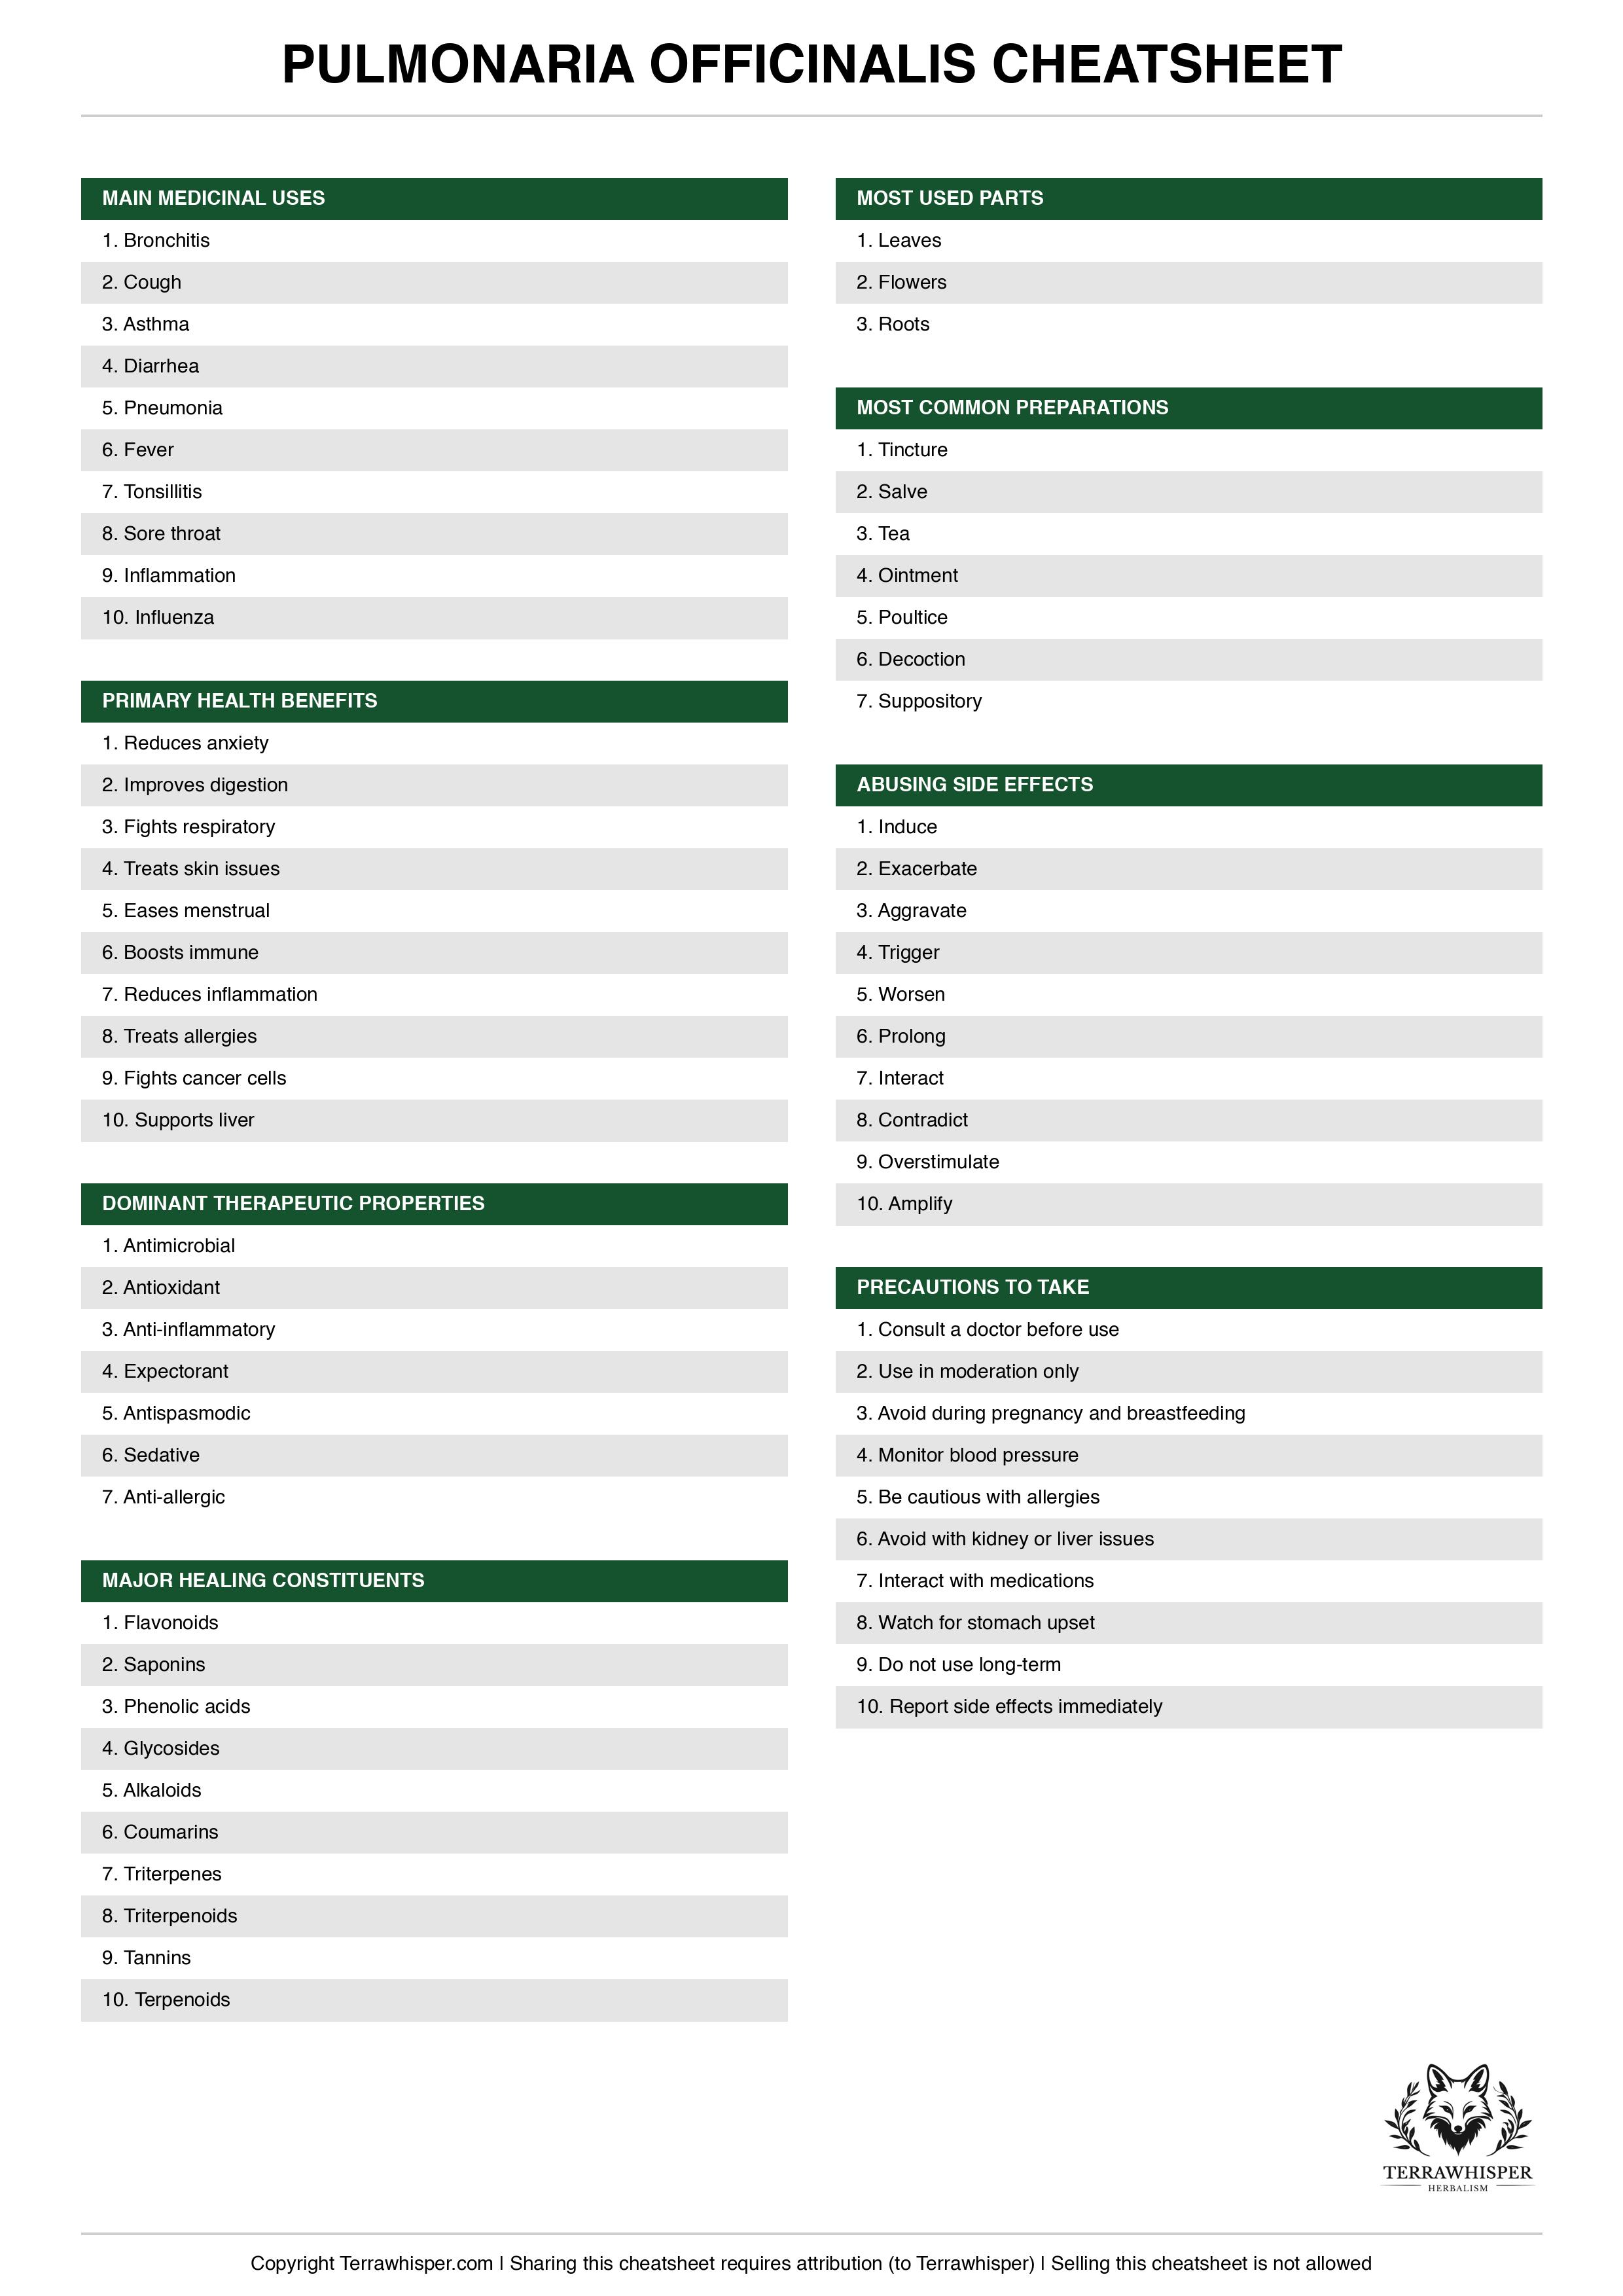 PULMONARIA OFFICINALIS CHEATSHEET
MAIN MEDICINAL USES
1. Bronchitis
2. Cough
3. Asthma
4. Diarrhea
5. Pneumonia
6. Fever
7. Tonsillitis
8. Sore throat
9. Inflammation
10. Influenza
PRIMARY HEALTH BENEFITS
1. Reduces anxiety
2. Improves digestion
3. Fights respiratory
4. Treats skin issues
5. Eases menstrual
6. Boosts immune
7. Reduces inflammation
8. Treats allergies
9. Fights cancer cells
10. Supports liver
DOMINANT THERAPEUTIC PROPERTIES
1. Antimicrobial
2. Antioxidant
3. Anti-inflammatory
4. Expectorant
5. Antispasmodic
6. Sedative
7. Anti-allergic
MAJOR HEALING CONSTITUENTS
1. Flavonoids
2. Saponins
3. Phenolic acids
4. Glycosides
5. Alkaloids
6. Coumarins
7. Triterpenes
8. Triterpenoids
9. Tannins
10. Terpenoids
MOST USED PARTS
1. Leaves
2. Flowers
3. Roots
MOST COMMON PREPARATIONS
1. Tincture
2. Salve
3. Tea
4. Ointment
5. Poultice
6. Decoction
7. Suppository
ABUSING SIDE EFFECTS
1. Induce
2. Exacerbate
3. Aggravate
4. Trigger
5. Worsen
6. Prolong
7. Interact
8. Contradict
9. Overstimulate
10. Amplify
PRECAUTIONS TO TAKE
1. Consult a doctor before use
2. Use in moderation only
3. Avoid during pregnancy and breastfeeding
4. Monitor blood pressure
5. Be cautious with allergies
6. Avoid with kidney or liver issues
7. Interact with medications
8. Watch for stomach upset
9. Do not use long-term
10. Report side effects immediately
TERRAWHISPER
HERBALISM
Copyright Terrawhisper.com | Sharing this cheatsheet requires attribution (to Terrawhisper) | Selling this cheatsheet is not allowed